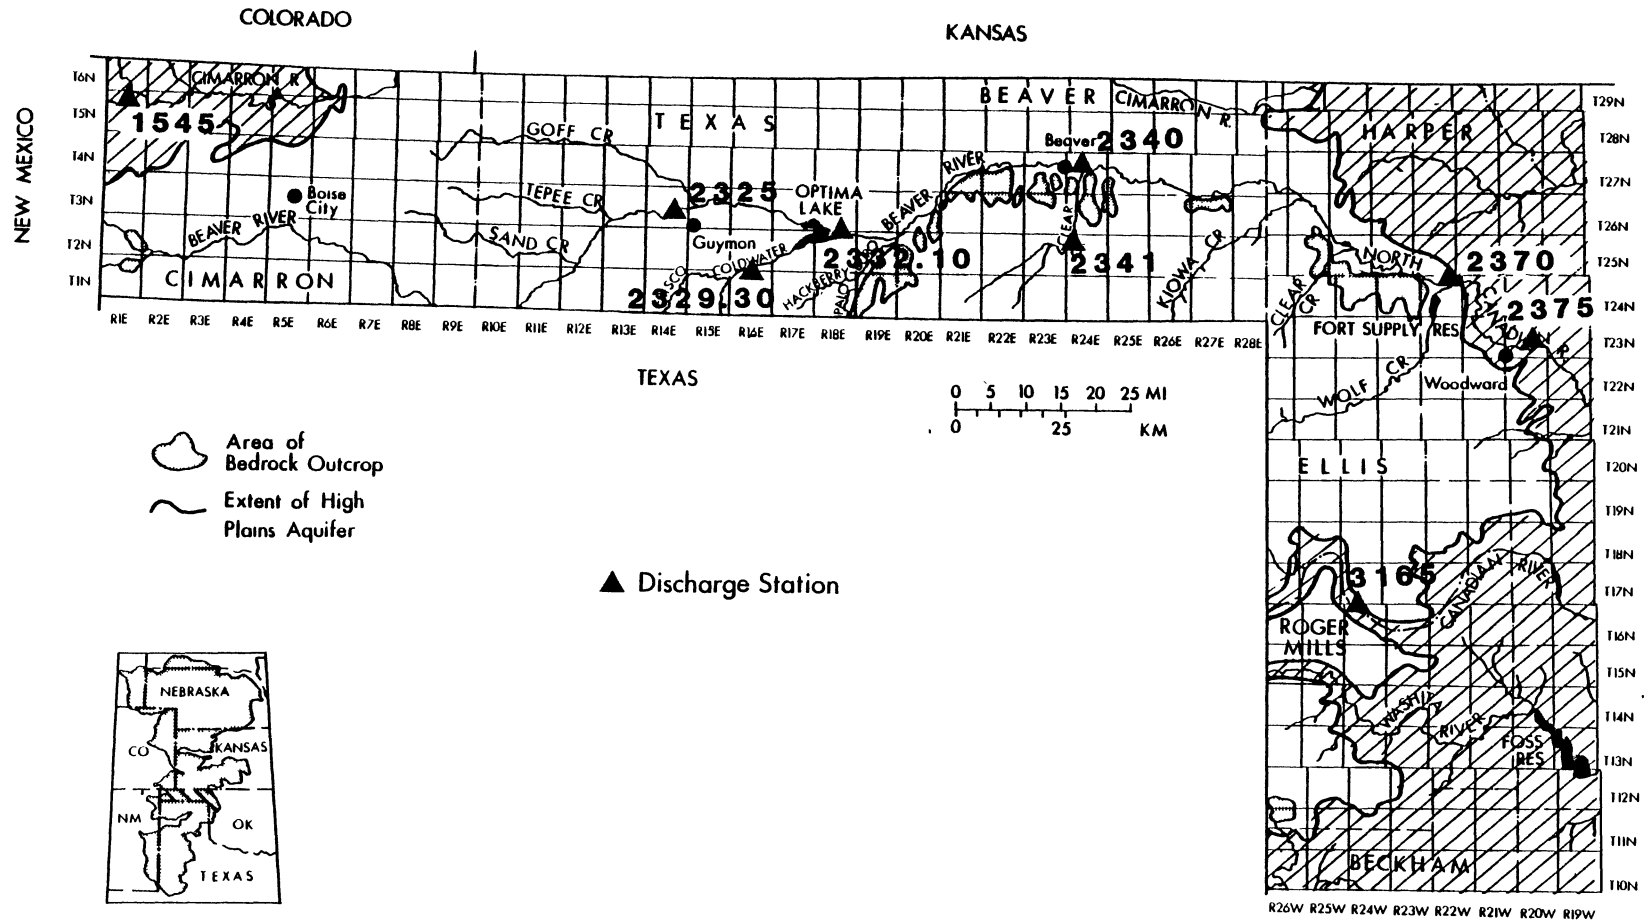 COLORADO
KANSAS
NEW MEXICO
T6N
T5N
T4N
T3N
T2N
T1N
CIMARRON R
1545
Boise
City
BEAVER RIVER
CIMARRON
TEXAS
GOFF CR
TEPEE CR
SAND CR
2325
Guymon
OPTIMA
LAKE
COLDWATER
2329.30
2332.10
HACKBERRY
BEAVER RIVER
BEAVER
CIMARRON R.
Beaver
2340
CLEAR
2341
KIOWA CR
R1E R2E R3E R4E R5E R6E R7E R8E R9E R10E R11E R12E R13E R14E R15E R16E R17E R18E R19E R20E R21E R22E R23E R24E R25E R26E R27E R28E
TEXAS
0 5 10 15 20 25 MI
0 25 KM
Area of
Bedrock Outcrop
Extent of High
Plains Aquifer
Discharge Station
NEBRASKA
CO
KANSAS
NM
OK
TEXAS
HARPER
NORTH
2370
CLEAR
CR
2375
FORT SUPPLY RES
WOLF CR
Woodward
ELLIS
3165
CANADIAN RIVER
ROGER
MILLS
WASHITA
RIVER
FOSS
RES
BECKHAM
T29N
T28N
T27N
T26N
T25N
T24N
T23N
T22N
T21N
T20N
T19N
T18N
T17N
T16N
T15N
T14N
T13N
T12N
T11N
T10N
R26W R25W R24W R23W R22W R21W R20W R19W